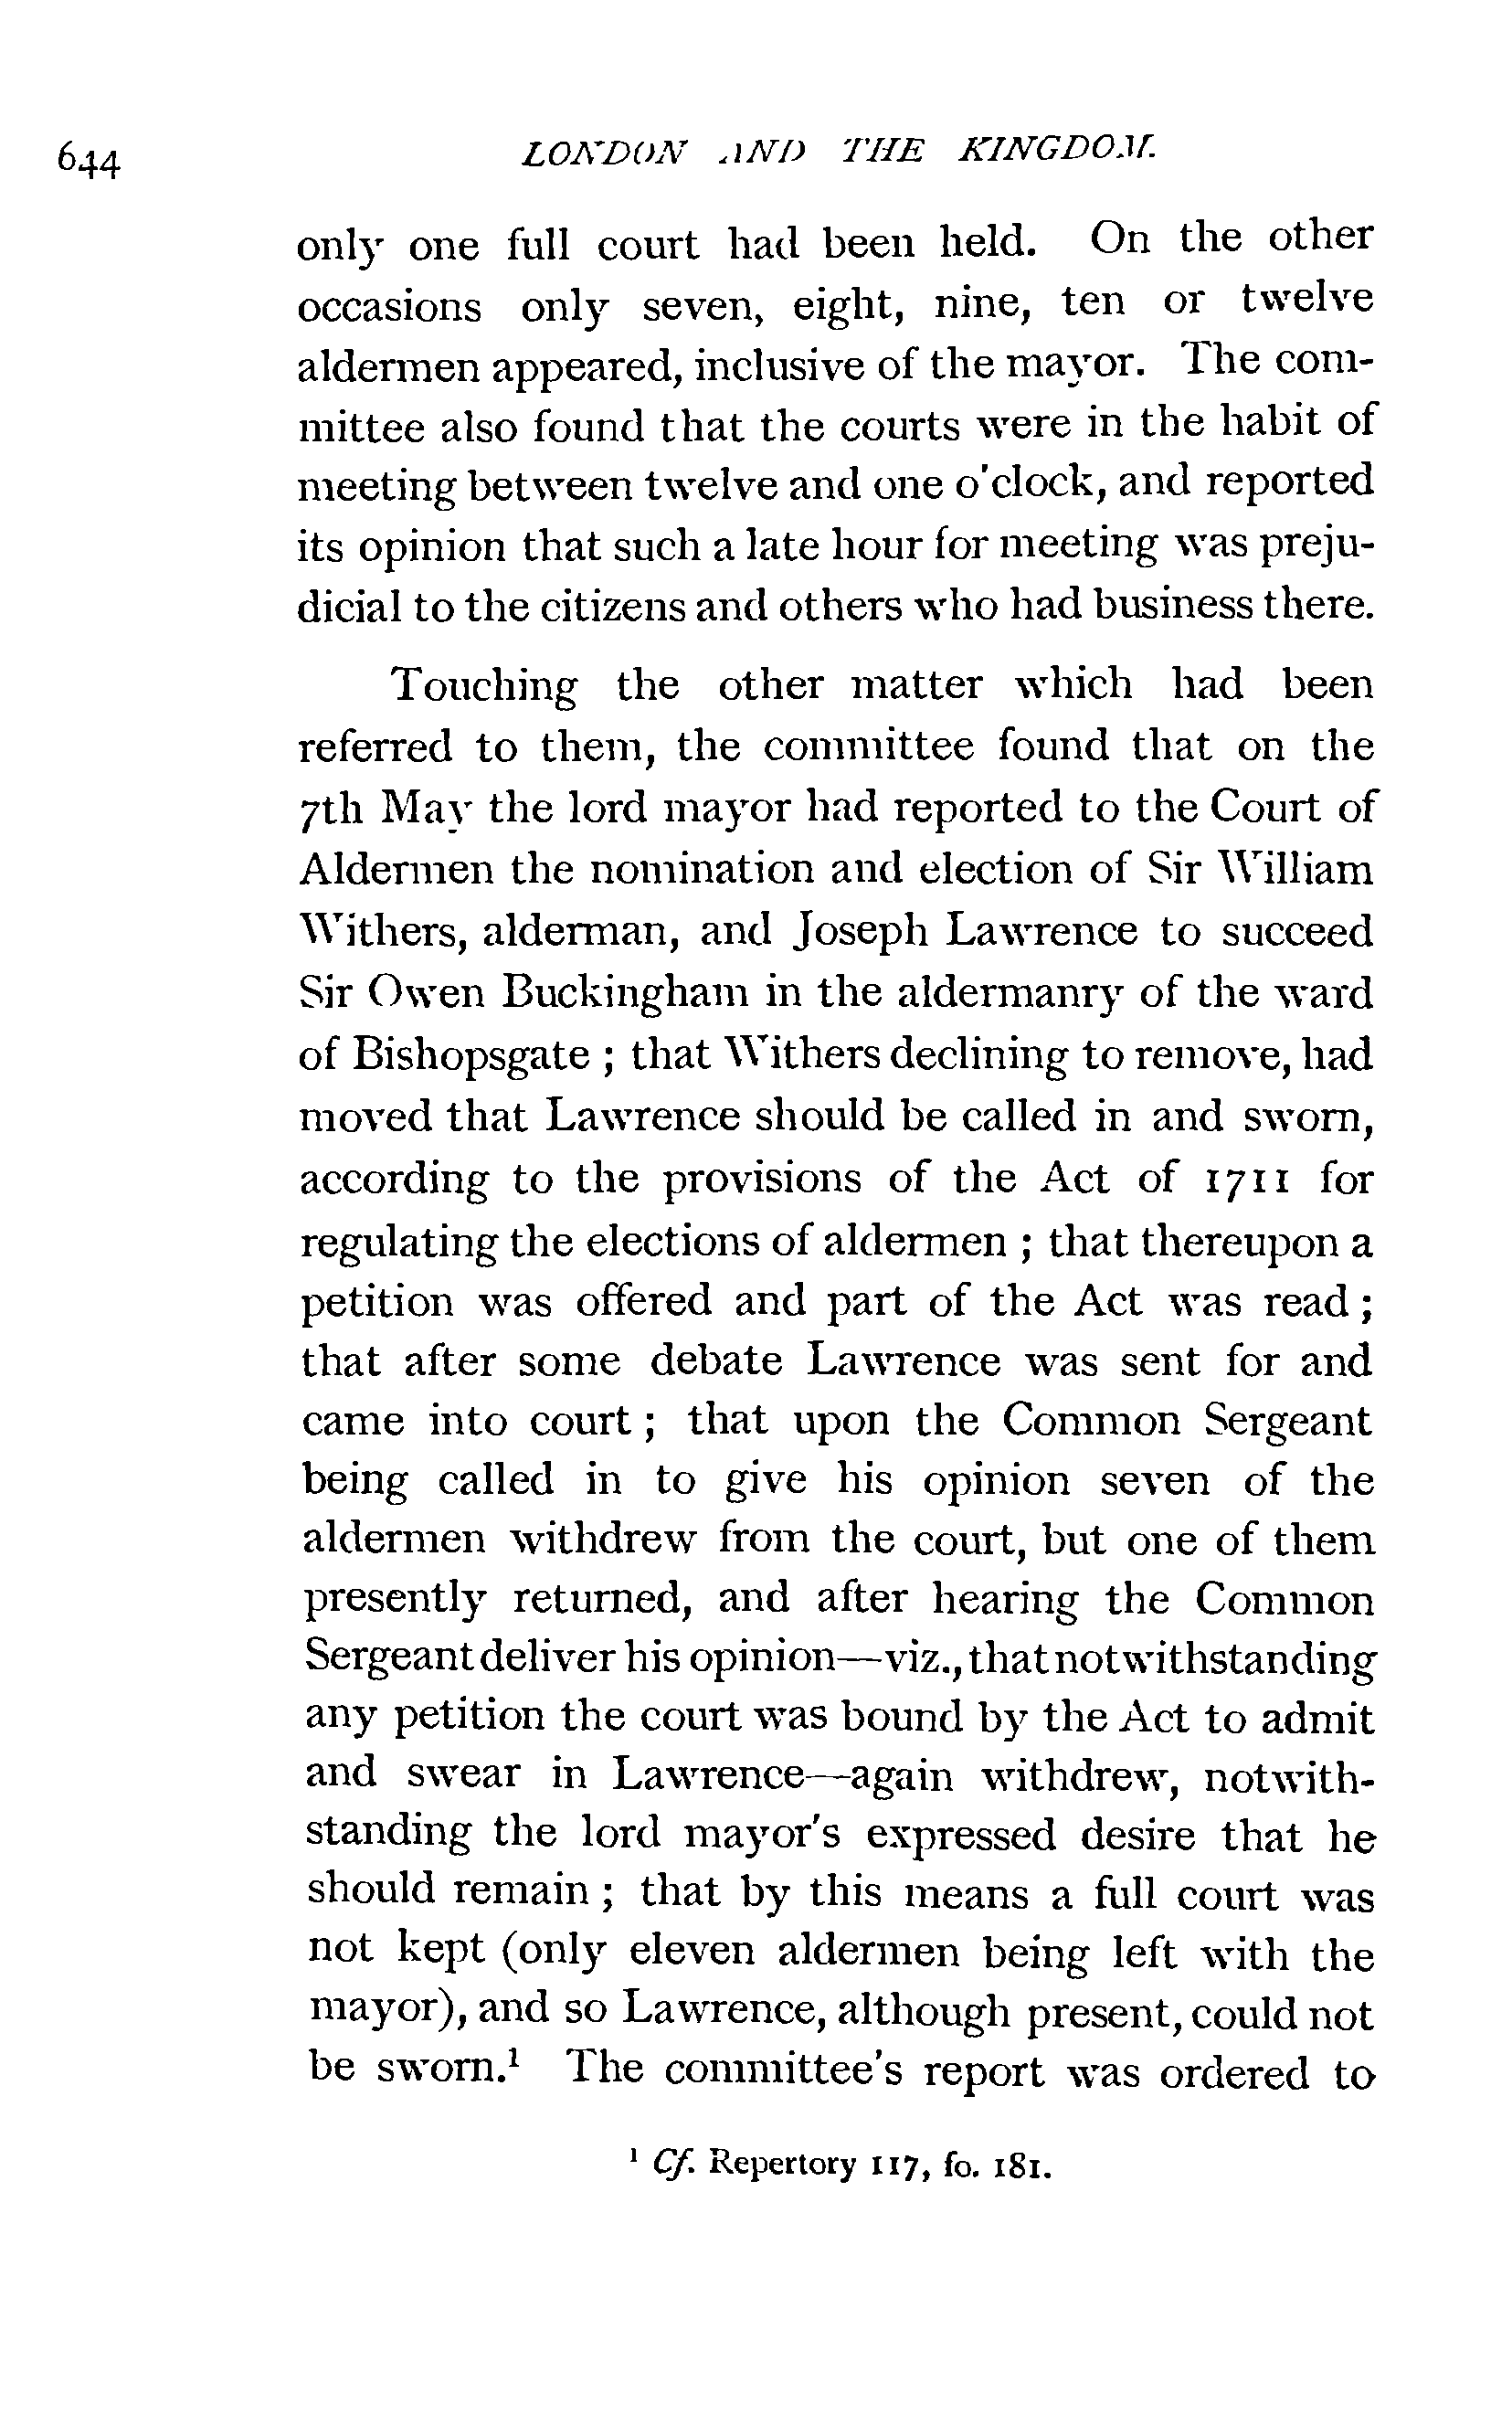 644 LONDON AND THE KINGDOM.
only one full court had been held. On the other
occasions only seven, eight, nine, ten or twelve
aldermen appeared, inclusive of the mayor. The com-
mittee also found that the courts were in the habit of
meeting between twelve and one o'clock, and reported
its opinion that such a late hour for meeting was preju-
dicial to the citizens and others who had business there.
Touching the other matter which had been
referred to them, the committee found that on the
7th May the lord mayor had reported to the Court of
Aldermen the nomination and election of Sir William
Withers, alderman, and Joseph Lawrence to succeed
Sir Owen Buckingham in the aldermanry of the ward
of Bishopsgate ; that Withers declining to remove, had
moved that Lawrence should be called in and sworn,
according to the provisions of the Act of 1711 for
regulating the elections of aldermen ; that thereupon a
petition was offered and part of the Act was read ;
that after some debate Lawrence was sent for and
came into court ; that upon the Common Sergeant
being called in to give his opinion seven of the
aldermen withdrew from the court, but one of them
presently returned, and after hearing the Common
Sergeant deliver his opinion—viz., that notwithstanding
any petition the court was bound by the Act to admit
and swear in Lawrence—again withdrew, notwith-
standing the lord mayor's expressed desire that he
should remain ; that by this means a full court was
not kept (only eleven aldermen being left with the
mayor), and so Lawrence, although present, could not
be sworn.¹ The committee's report was ordered to
¹ Cf. Repertory 117, fo. 181.